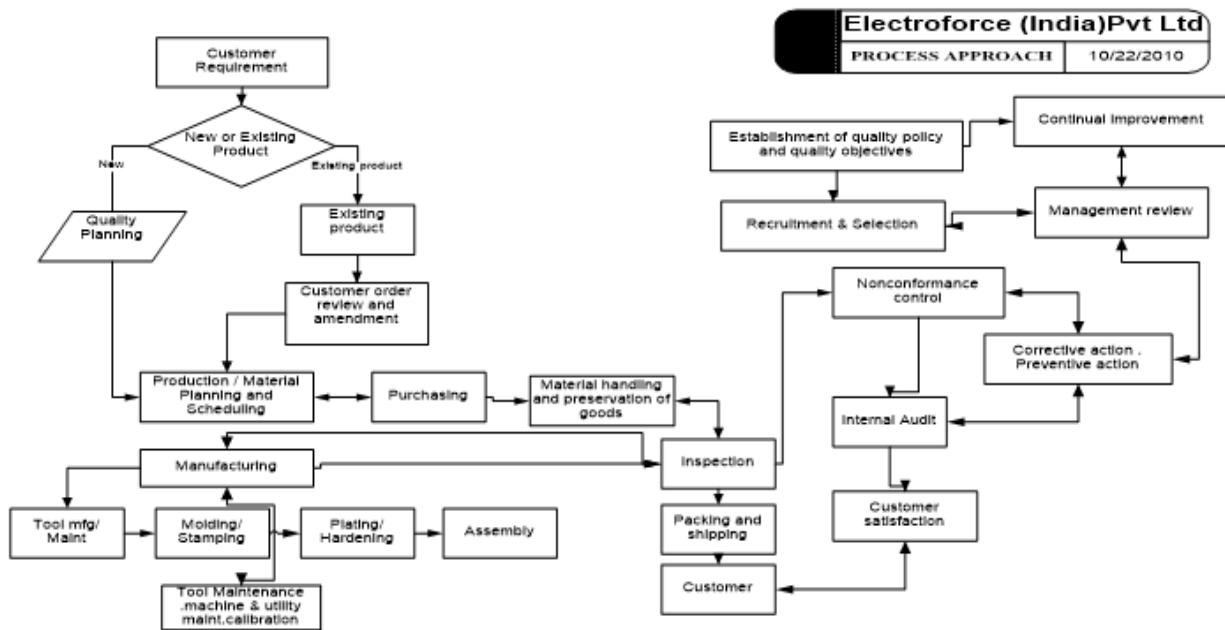 Electroforce (India)Pvt Ltd
PROCESS APPROACH
10/22/2010
Customer
Requirement
New or Existing
Product
New
Existing product
Quality
Planning
Existing
product
Customer order
review and
amendment
Production / Material
Planning and
Scheduling
Purchasing
Material handling
and preservation of
goods
Manufacturing
Inspection
Tool mfg/
Maint
Molding/
Stamping
Plating/
Hardening
Assembly
Tool Maintenance
.machine & utility
maint.calibration
Packing and
shipping
Customer
Establishment of quality policy
and quality objectives
Continual Improvement
Recruitment & Selection
Management review
Nonconformance
control
Corrective action .
Preventive action
Internal Audit
Customer
satisfaction